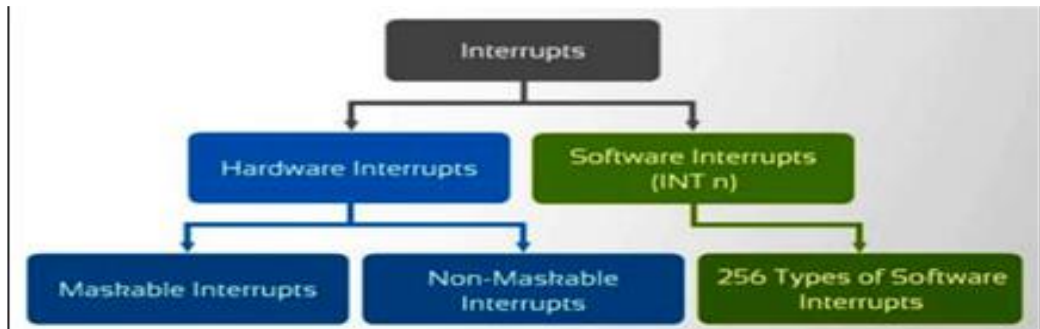 Interrupts
Hardware Interrupts
Software Interrupts
(INT n)
Maskable Interrupts
Non-Maskable
Interrupts
256 Types of Software
Interrupts